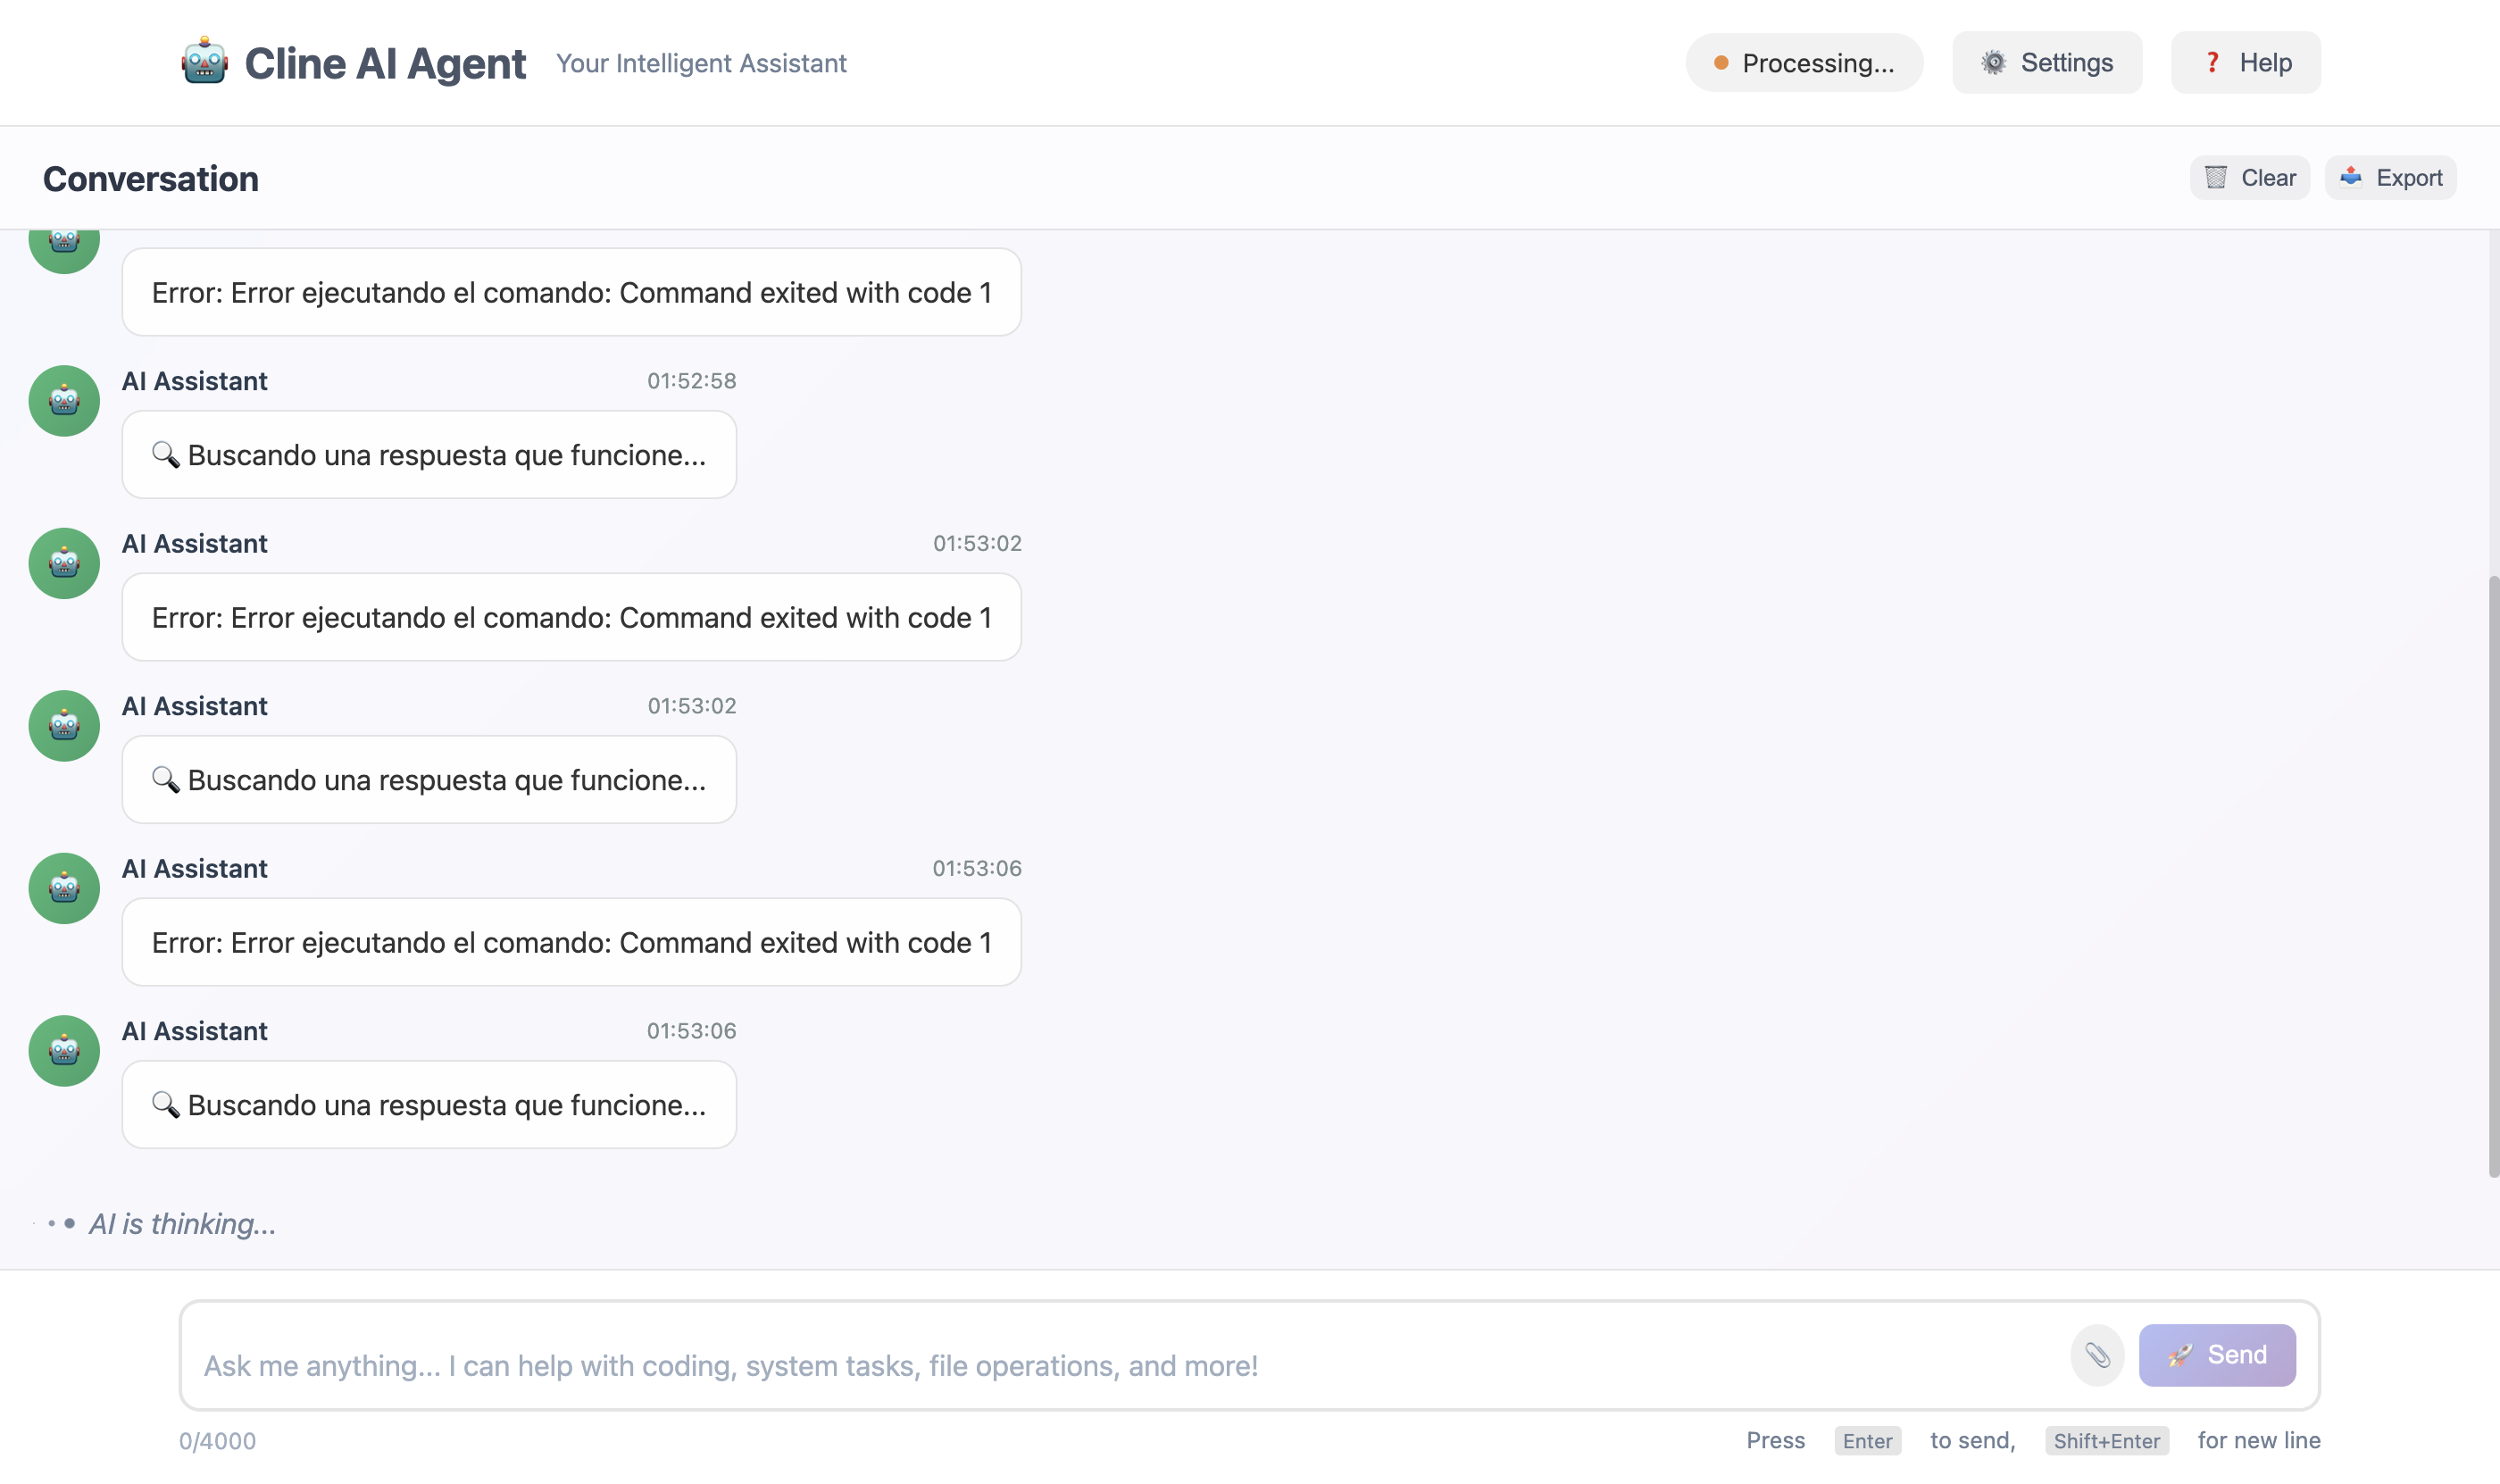 Cline AI Agent
Your Intelligent Assistant
Processing...
Settings
Help
Conversation
Clear
Export
Error: Error ejecutando el comando: Command exited with code 1
AI Assistant 01:52:58
Buscando una respuesta que funcione...
AI Assistant 01:53:02
Error: Error ejecutando el comando: Command exited with code 1
AI Assistant 01:53:02
Buscando una respuesta que funcione...
AI Assistant 01:53:06
Error: Error ejecutando el comando: Command exited with code 1
AI Assistant 01:53:06
Buscando una respuesta que funcione...
AI is thinking...
Ask me anything... I can help with coding, system tasks, file operations, and more!
Send
0/4000
Press Enter to send, Shift+Enter for new line